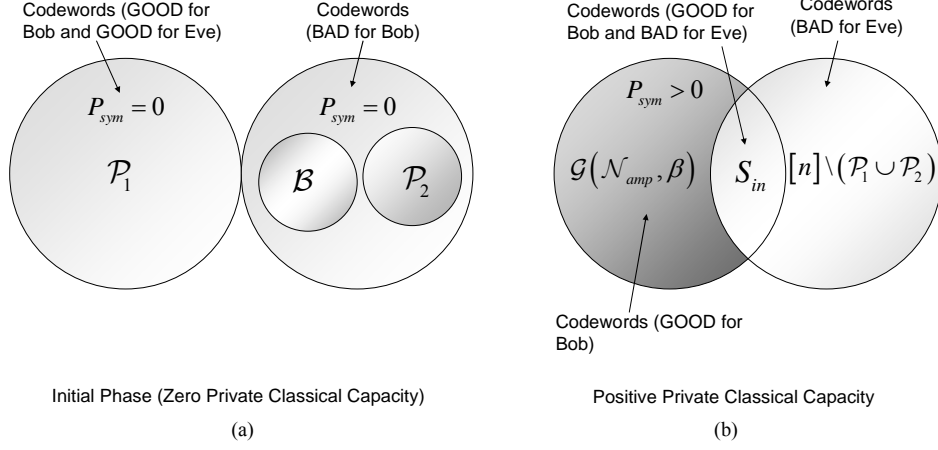 Codewords (GOOD for
Bob and GOOD for Eve)
Codewords
(BAD for Bob)
P_sym = 0
P_sym = 0
𝒫₁
ℬ
𝒫₂
Initial Phase (Zero Private Classical Capacity)
(a)
Codewords (GOOD for
Bob and BAD for Eve)
Codewords
(BAD for Eve)
P_sym > 0
𝒢(𝒩_amp, β)
S_in
[n] \ (𝒫₁ ∪ 𝒫₂)
Codewords (GOOD for
Bob)
Positive Private Classical Capacity
(b)